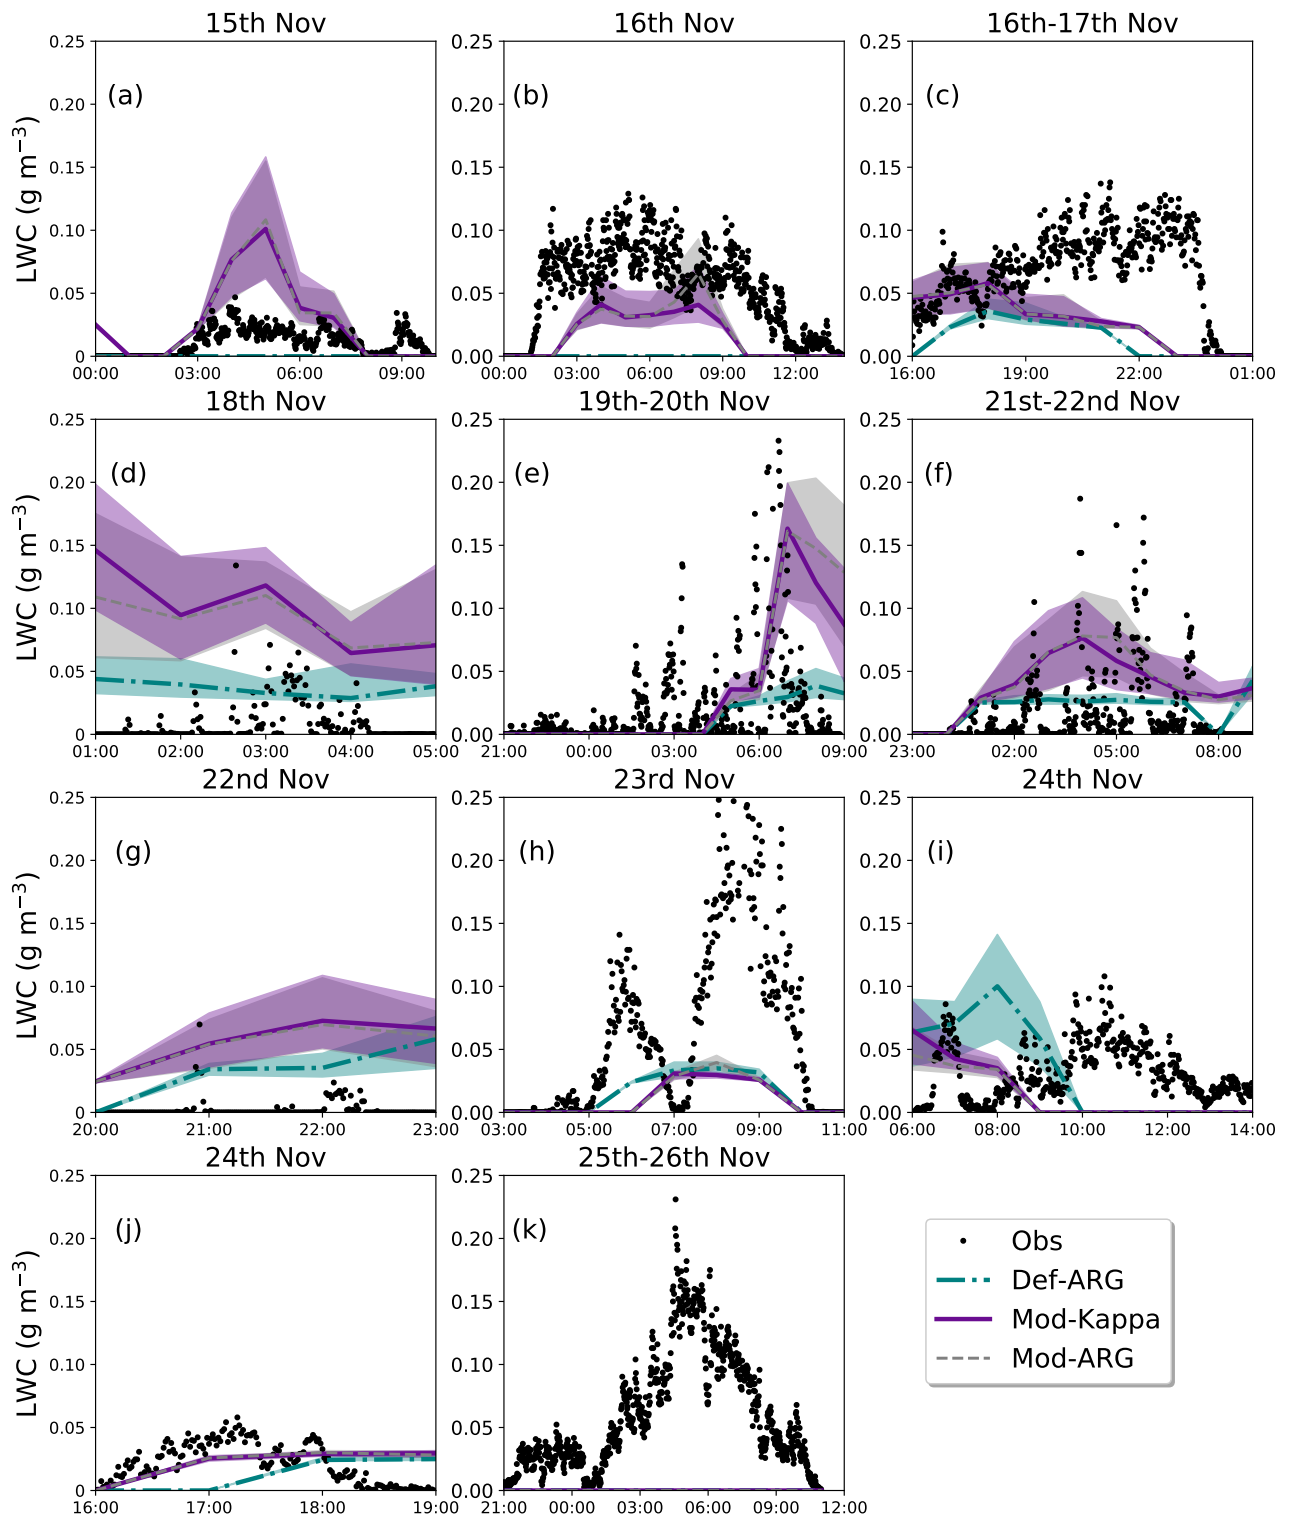 15th Nov
16th Nov
16th-17th Nov
LWC (g m⁻³)
0.25
0.20
0.15
0.10
0.05
0
(a)
00:00 03:00 06:00 09:00
0.25
0.20
0.15
0.10
0.05
0.00
(b)
00:00 03:00 06:00 09:00 12:00
0.25
0.20
0.15
0.10
0.05
0.00
(c)
16:00 19:00 22:00 01:00
18th Nov
19th-20th Nov
21st-22nd Nov
LWC (g m⁻³)
0.25
0.20
0.15
0.10
0.05
0
(d)
01:00 02:00 03:00 04:00 05:00
0.25
0.20
0.15
0.10
0.05
0.00
(e)
21:00 00:00 03:00 06:00 09:00
0.25
0.20
0.15
0.10
0.05
0.00
(f)
23:00 02:00 05:00 08:00
22nd Nov
23rd Nov
24th Nov
LWC (g m⁻³)
0.25
0.20
0.15
0.10
0.05
0
(g)
20:00 21:00 22:00 23:00
0.25
0.20
0.15
0.10
0.05
0.00
(h)
03:00 05:00 07:00 09:00 11:00
0.25
0.20
0.15
0.10
0.05
0.00
(i)
06:00 08:00 10:00 12:00 14:00
24th Nov
25th-26th Nov
LWC (g m⁻³)
0.25
0.20
0.15
0.10
0.05
0
(j)
16:00 17:00 18:00 19:00
0.25
0.20
0.15
0.10
0.05
0.00
(k)
21:00 00:00 03:00 06:00 09:00 12:00
Obs
Def-ARG
Mod-Kappa
Mod-ARG